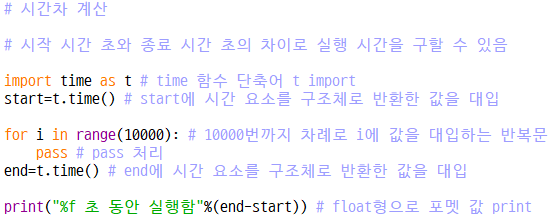 # 시간차 계산
# 시작 시간 초와 종료 시간 초의 차이로 실행 시간을 구할 수 있음
import time as t # time 함수 단축어 t import
start=t.time() # start에 시간 요소를 구조체로 반환한 값을 대입
for i in range(10000): # 10000번까지 차례로 i에 값을 대입하는 반복문
    pass # pass 처리
end=t.time() # end에 시간 요소를 구조체로 반환한 값을 대입
print("%f 초 동안 실행함"%(end-start)) # float형으로 포멧 값 print